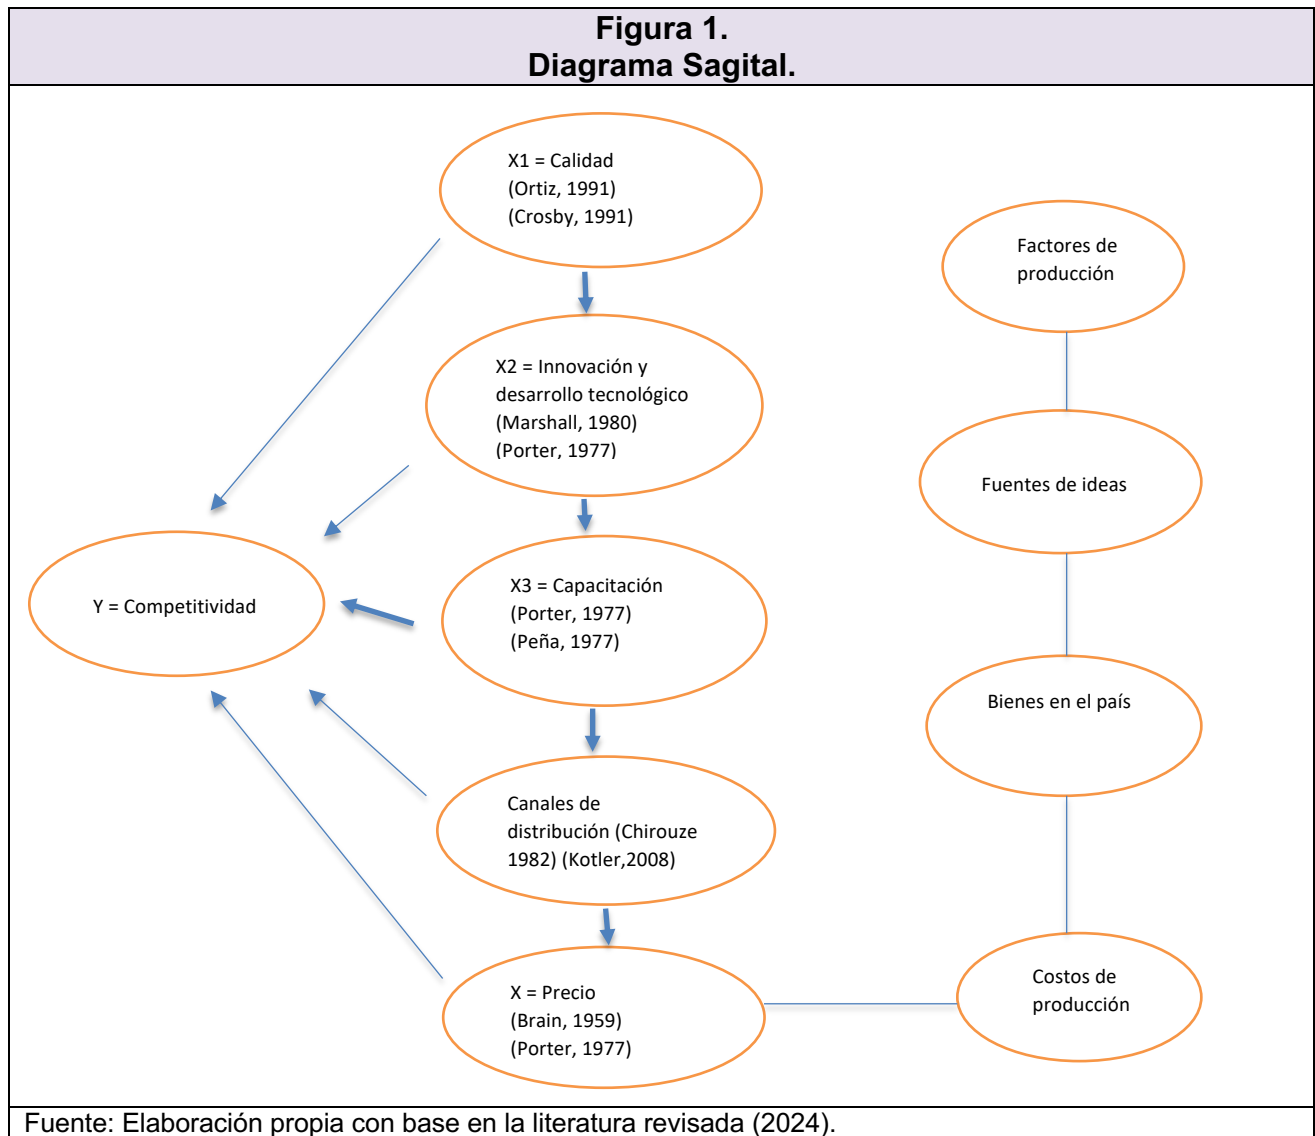 Figura 1.
Diagrama Sagital.
X1 = Calidad
(Ortiz, 1991)
(Crosby, 1991)
X2 = Innovación y
desarrollo tecnológico
(Marshall, 1980)
(Porter, 1977)
X3 = Capacitación
(Porter, 1977)
(Peña, 1977)
Canales de
distribución (Chirouze
1982) (Kotler,2008)
X = Precio
(Brain, 1959)
(Porter, 1977)
Y = Competitividad
Factores de
producción
Fuentes de ideas
Bienes en el país
Costos de
producción
Fuente: Elaboración propia con base en la literatura revisada (2024).